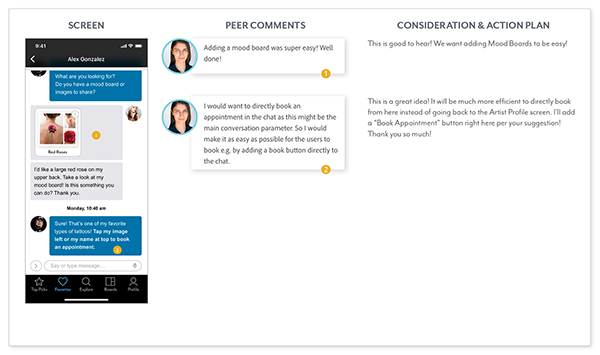 SCREEN
PEER COMMENTS
CONSIDERATION & ACTION PLAN
9:41
Alex Gonzalez
What are you looking for?
Do you have a mood board or
images to share?
Red Roses
1
I'd like a large red rose on my
upper back. Take a look at my
mood board! Is this something you
can do? Thank you.
Monday, 10:40 am
Sure! That's one of my favorite
types of tattoos! Tap my image
left or my name at top to book
an appointment.
2
Say or type message...
Top Picks
Favorites
Explore
Boards
Profile
Adding a mood board was super easy! Well
done!
1
I would want to directly book an
appointment in the chat as this might be the
main conversation parameter. So I would
make it as easy as possible for the users to
book e.g. by adding a book button directly to
the chat.
2
This is good to hear! We want adding Mood Boards to be easy!
This is a great idea! It will be much more efficient to directly book
from here instead of going back to the Artist Profile screen. I'll add
a "Book Appointment" button right here per your suggestion!
Thank you so much!